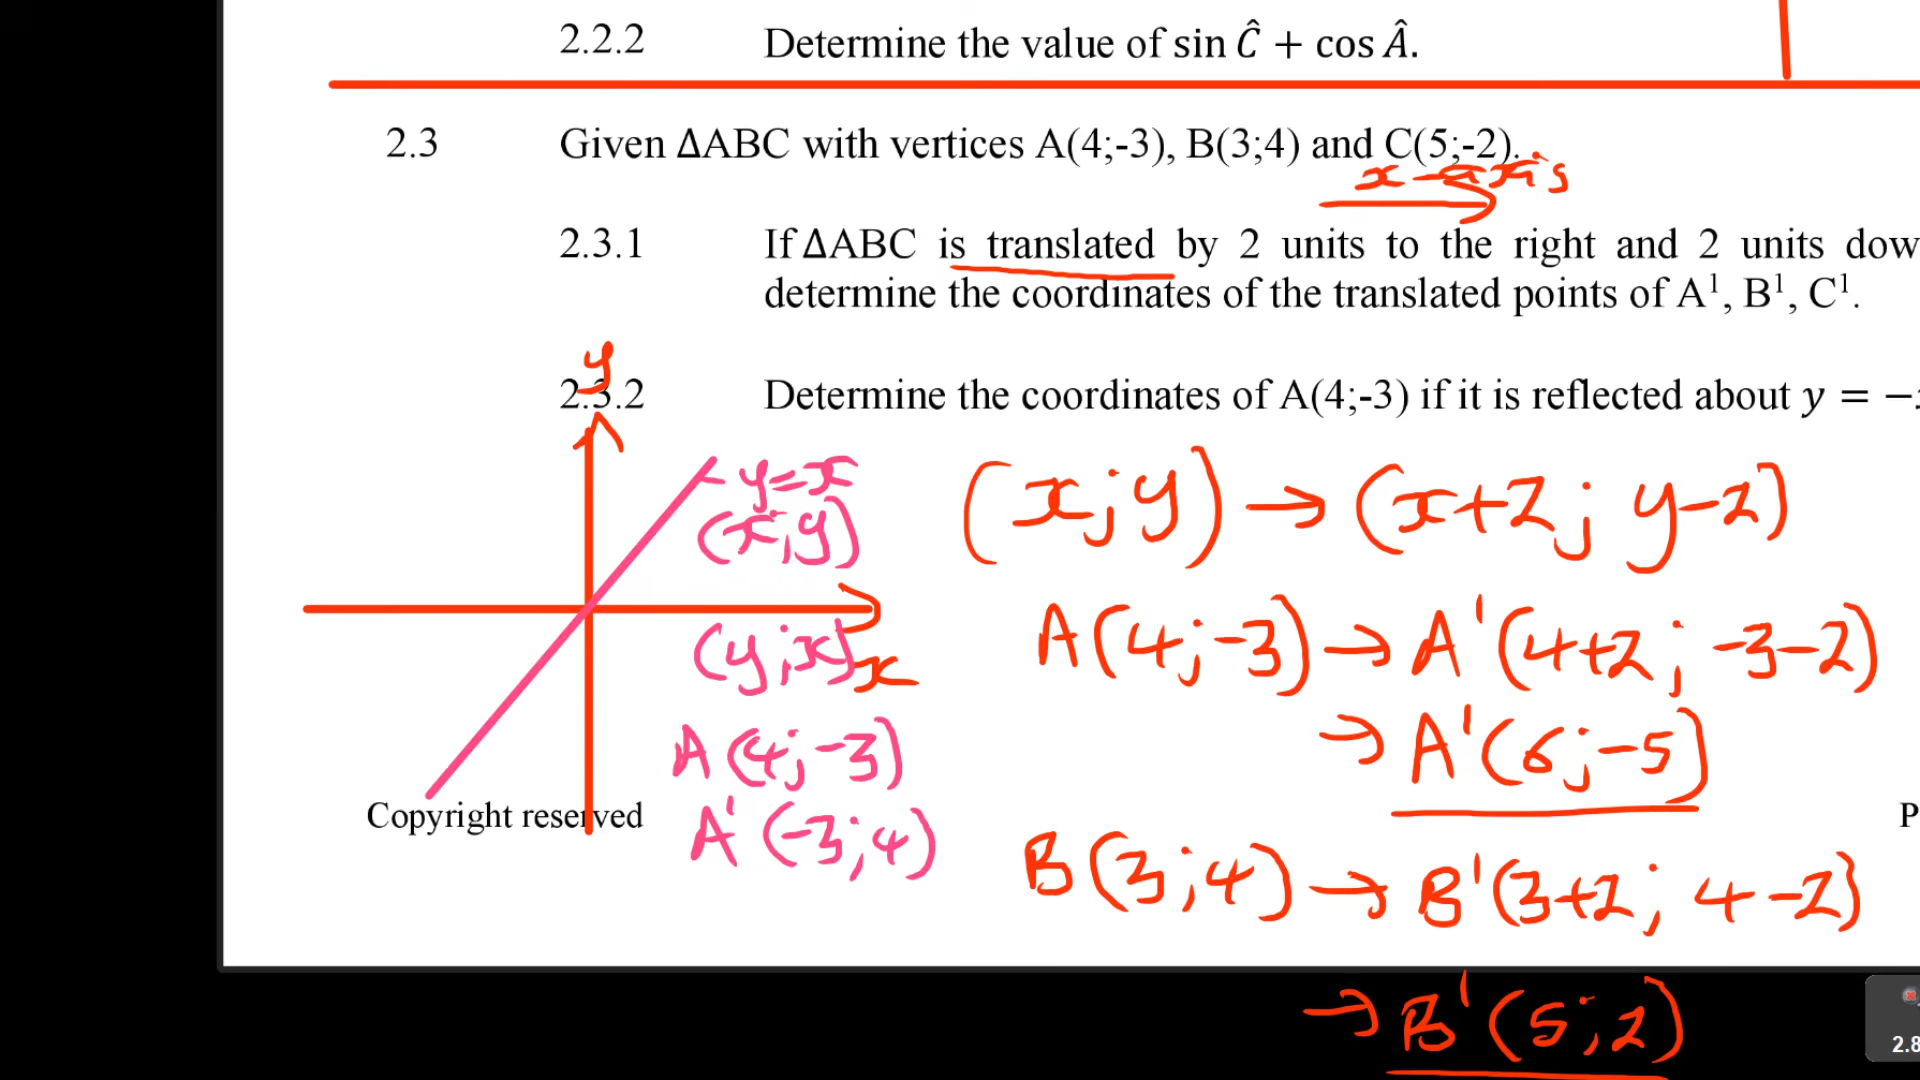 2.2.2 Determine the value of sin Ĉ + cos Â.
2.3 Given ΔABC with vertices A(4;-3), B(3;4) and C(5;-2).
x-axis
2.3.1 If ΔABC is translated by 2 units to the right and 2 units dow
determine the coordinates of the translated points of A¹, B¹, C¹.
y
2.3.2 Determine the coordinates of A(4;-3) if it is reflected about y = −
y=x
(x;y)
(x;y) → (x+2; y-2)
(y;x)
x
A(4;-3) → A'(4+2; -3-2)
A(4;-3)
→ A'(6;-5)
A'(-3;4)
Copyright reserved
P
B(3;4) → B'(3+2; 4-2)
→ B'(5;2)
2.8